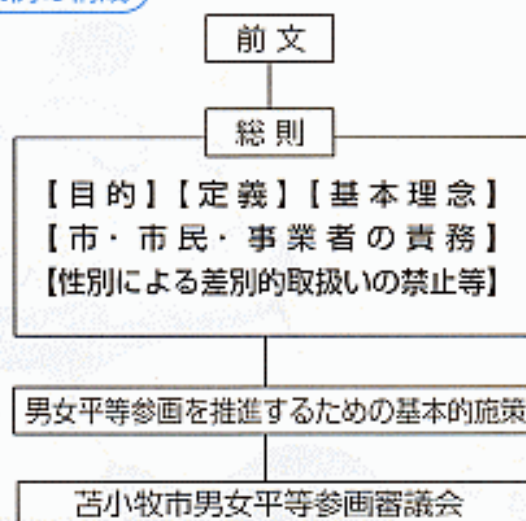 前文
総則
【目的】【定義】【基本理念】
【市・市民・事業者の責務】
【性別による差別的取扱いの禁止等】
男女平等参画を推進するための基本的施策
苫小牧市男女平等参画審議会